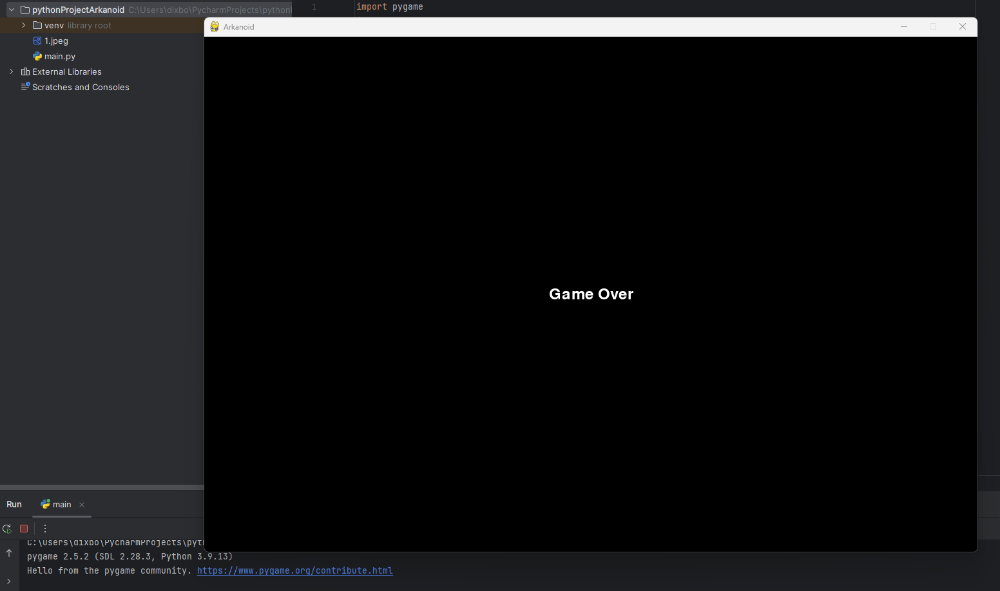 pythonProjectArkanoid C:\Users\dixbo\PycharmProjects\python
1 import pygame
venv library root
Arkanoid
1.jpeg
main.py
External Libraries
Scratches and Consoles
Game Over
Run main
C:\Users\dixbo\PycharmProjects\pyt
pygame 2.5.2 (SDL 2.28.3, Python 3.9.13)
Hello from the pygame community. https://www.pygame.org/contribute.html